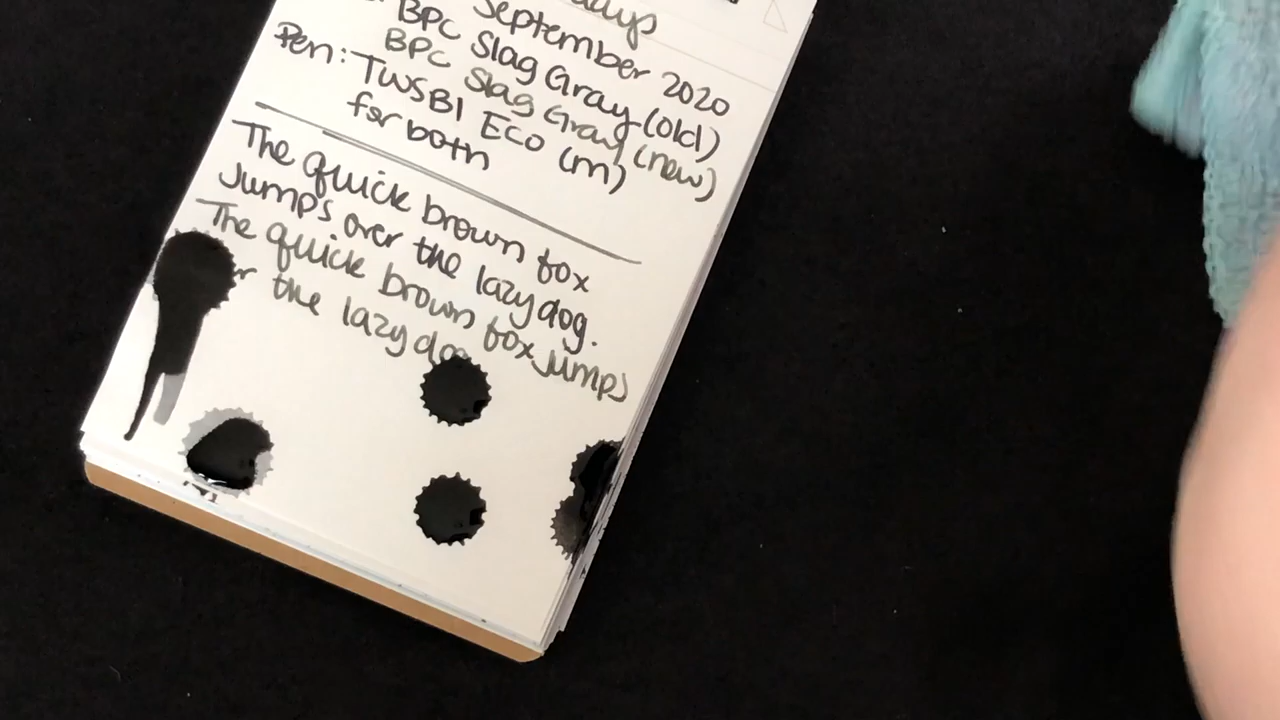 September 2020
BPC Slag Gray (old)
BPC Slag Gray (new)
Pen: TWSBI Eco (m)
for both
The quick brown fox
Jumps over the lazy dog.
The quick brown fox jumps
the lazy